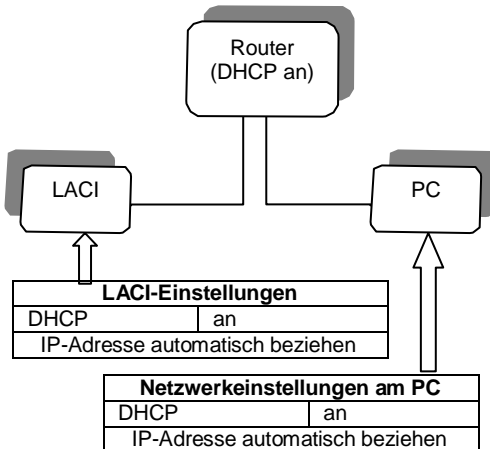 Router
(DHCP an)
LACI
PC
LACI-Einstellungen
DHCP an
IP-Adresse automatisch beziehen
Netzwerkeinstellungen am PC
DHCP an
IP-Adresse automatisch beziehen